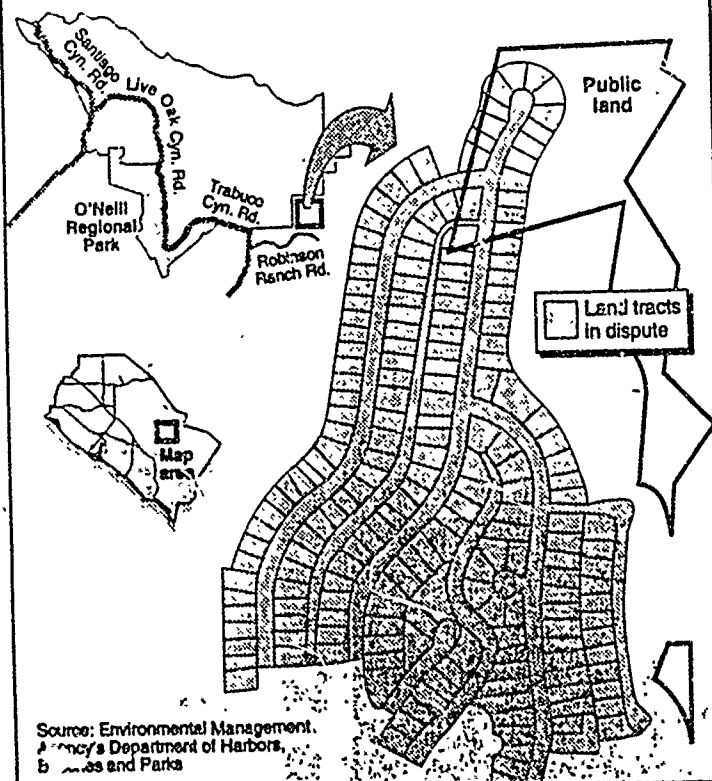 Santiago
Cyn. Rd.
Live Oak Cyn. Rd.
O'Neill
Regional
Park
Trabuco
Cyn. Rd.
Robinson
Ranch Rd.
Public
land
Land tracts
in dispute
Map
area
Source: Environmental Management
Agency's Department of Harbors,
and Parks